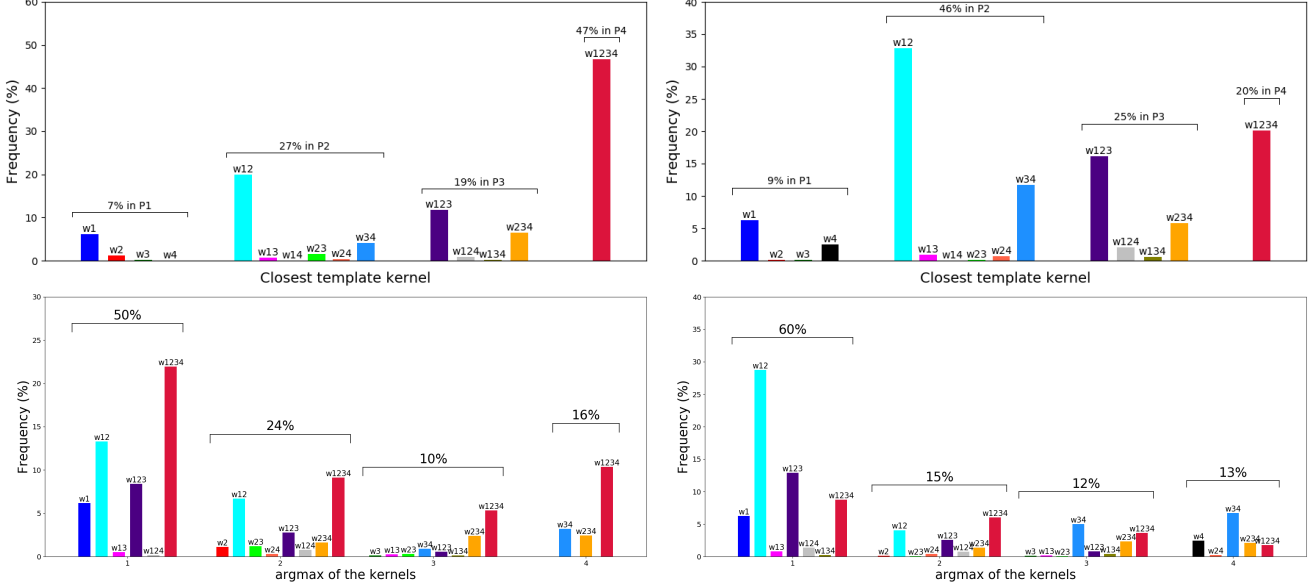 60
50
40
30
20
10
0
Frequency (%)
7% in P1
w1
w2
w3
w4
27% in P2
w12
w13
w14
w23
w24
w34
19% in P3
w123
w124
w134
w234
47% in P4
w1234
Closest template kernel
40
35
30
25
20
15
10
5
0
Frequency (%)
9% in P1
w1
w2
w3
w4
46% in P2
w12
w13
w14
w23
w24
w34
25% in P3
w123
w124
w134
w234
20% in P4
w1234
Closest template kernel
30
25
20
15
10
5
0
Frequency (%)
50%
w1
w12
w13
w123
w124
w1234
24%
w2
w12
w23
w24
w123
w124
w234
w1234
10%
w3
w13
w23
w34
w123
w134
w234
w1234
16%
w34
w234
w1234
1
2
3
4
argmax of the kernels
40
35
30
25
20
15
10
5
0
Frequency (%)
60%
w1
w12
w13
w123
w124
w134
w1234
15%
w2
w12
w23
w24
w123
w124
w234
w1234
12%
w3
w13
w23
w34
w123
w134
w234
w1234
13%
w4
w24
w34
w234
w1234
1
2
3
4
argmax of the kernels